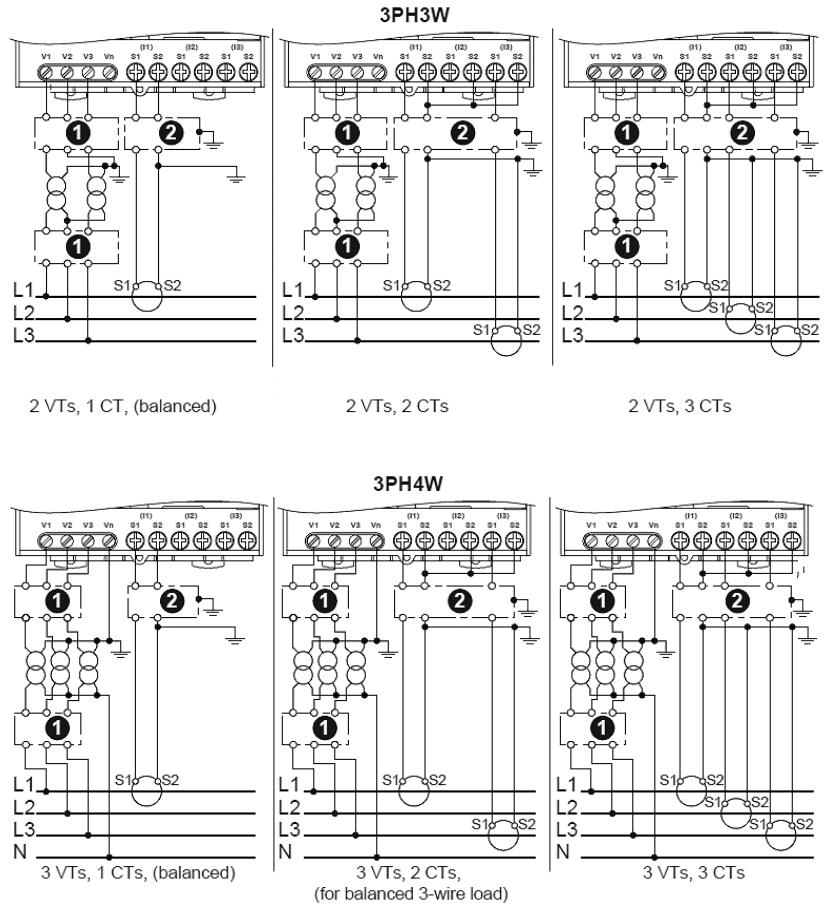 3PH3W
(I1) (I2) (I3)
V1 V2 V3 Vn S1 S2 S1 S2 S1 S2
1 2
1
S1 S2
L1
L2
L3
2 VTs, 1 CT, (balanced)
(I1) (I2) (I3)
V1 V2 V3 Vn S1 S2 S1 S2 S1 S2
1 2
1
S1 S2
L1
L2
S1 S2
L3
2 VTs, 2 CTs
(I1) (I2) (I3)
V1 V2 V3 Vn S1 S2 S1 S2 S1 S2
1 2
1
S1 S2
L1
S1 S2
L2
S1 S2
L3
2 VTs, 3 CTs
3PH4W
(I1) (I2) (I3)
V1 V2 V3 Vn S1 S2 S1 S2 S1 S2
1 2
1
S1 S2
L1
L2
L3
N
3 VTs, 1 CTs, (balanced)
(I1) (I2) (I3)
V1 V2 V3 Vn S1 S2 S1 S2 S1 S2
1 2
1
S1 S2
L1
L2
S1 S2
L3
N
3 VTs, 2 CTs,
(for balanced 3-wire load)
(I1) (I2) (I3)
V1 V2 V3 Vn S1 S2 S1 S2 S1 S2
1 2
1
S1 S2
L1
S1 S2
L2
S1 S2
L3
N
3 VTs, 3 CTs